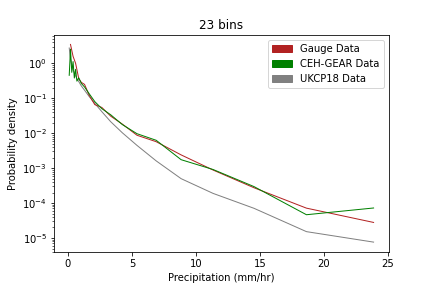 23 bins
Gauge Data
CEH-GEAR Data
UKCP18 Data
Probability density
10⁰
10⁻¹
10⁻²
10⁻³
10⁻⁴
10⁻⁵
0 5 10 15 20 25
Precipitation (mm/hr)